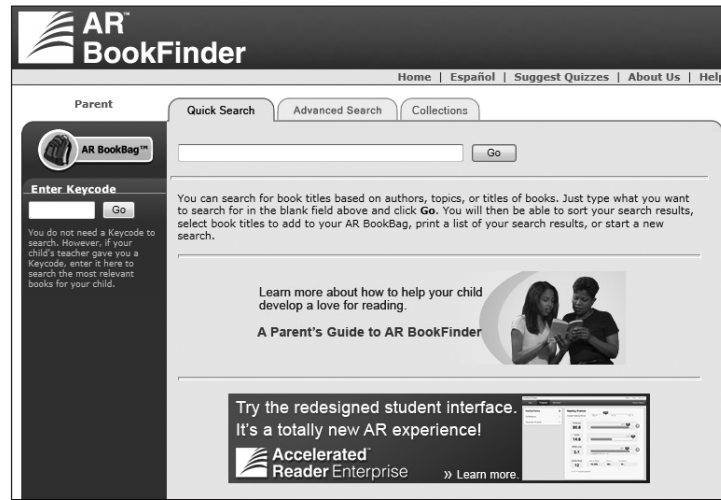 AR™
BookFinder
Home | Español | Suggest Quizzes | About Us | Help
Parent
Quick Search
Advanced Search
Collections
AR BookBag™
Go
Enter Keycode
Go
You do not need a Keycode to
search. However, if your
child's teacher gave you a
Keycode, enter it here to
search the most relevant
books for your child.
You can search for book titles based on authors, topics, or titles of books. Just type what you want
to search for in the blank field above and click Go. You will then be able to sort your search results,
select book titles to add to your AR BookBag, print a list of your search results, or start a new
search.
Learn more about how to help your child
develop a love for reading.
A Parent's Guide to AR BookFinder
Try the redesigned student interface.
It's a totally new AR experience!
Accelerated
Reader Enterprise
» Learn more.